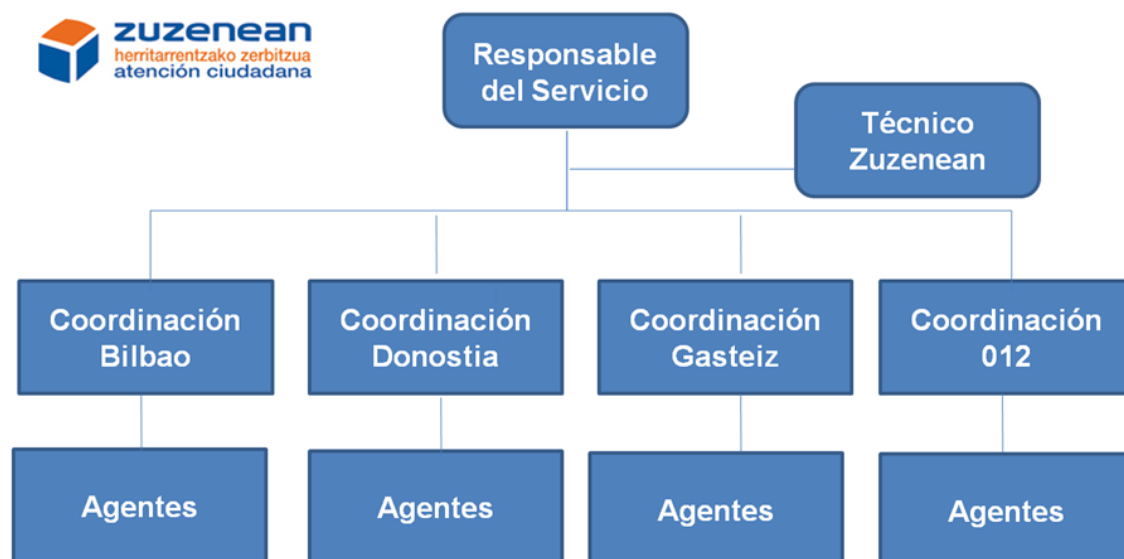 zuzenean
herritarrentzako zerbitzua
atención ciudadana
Responsable
del Servicio
Técnico
Zuzenean
Coordinación
Bilbao
Coordinación
Donostia
Coordinación
Gasteiz
Coordinación
012
Agentes
Agentes
Agentes
Agentes